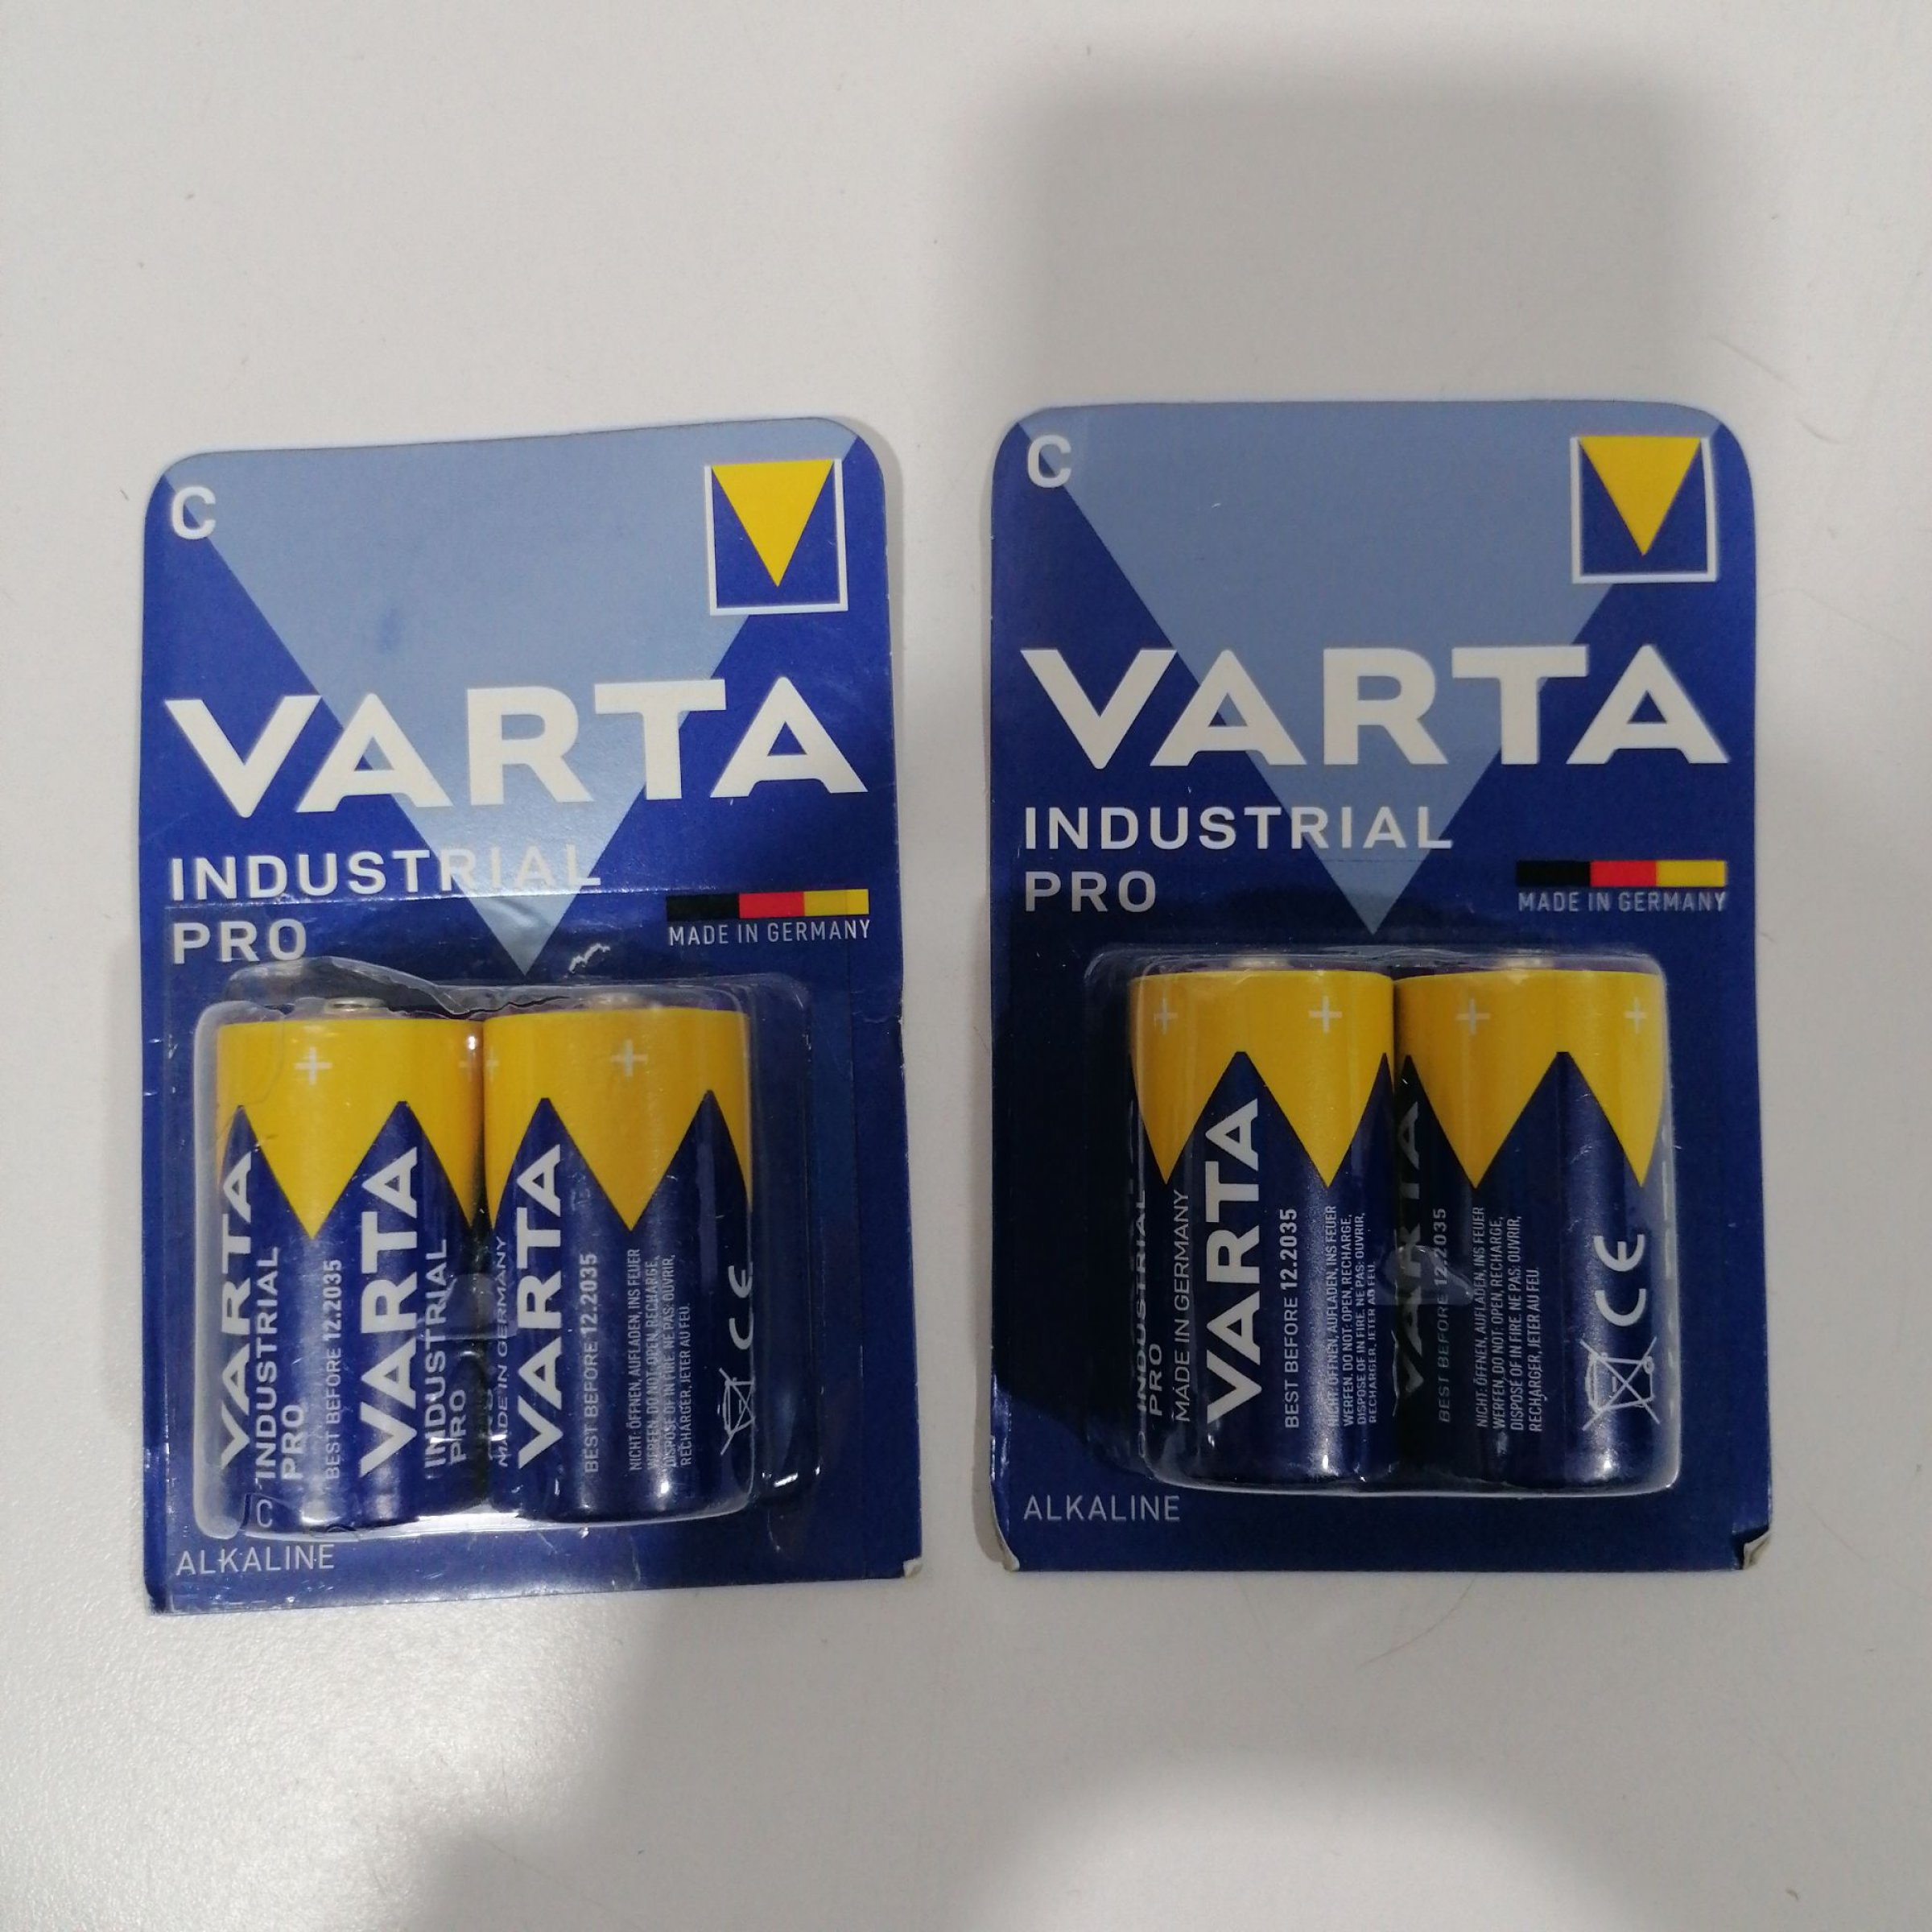 C
VARTA
INDUSTRIAL
PRO
MADE IN GERMANY
+
+
+
VARTA
INDUSTRIAL
PRO
BEST BEFORE 12.2035
VARTA
INDUSTRIAL
PRO
C
MADE IN GERMANY
VARTA
BEST BEFORE 12.2035
NICHT: ÖFFNEN, AUFLADEN, INS FEUER
WERFEN. DO NOT: OPEN, RECHARGE,
DISPOSE OF IN FIRE. NE PAS: OUVRIR,
RECHARGER, JETER AU FEU.
CE
ALKALINE
C
VARTA
INDUSTRIAL
PRO
MADE IN GERMANY
+
+
+
+
INDUSTRIAL
PRO
MADE IN GERMANY
VARTA
BEST BEFORE 12.2035
NICHT: ÖFFNEN, AUFLADEN, INS FEUER
WERFEN. DO NOT: OPEN, RECHARGE,
DISPOSE OF IN FIRE. NE PAS: OUVRIR,
RECHARGER, JETER AU FEU.
VARTA
BEST BEFORE 12.2035
NICHT: ÖFFNEN, AUFLADEN, INS FEUER
WERFEN. DO NOT: OPEN, RECHARGE,
DISPOSE OF IN FIRE. NE PAS: OUVRIR,
RECHARGER, JETER AU FEU.
CE
ALKALINE